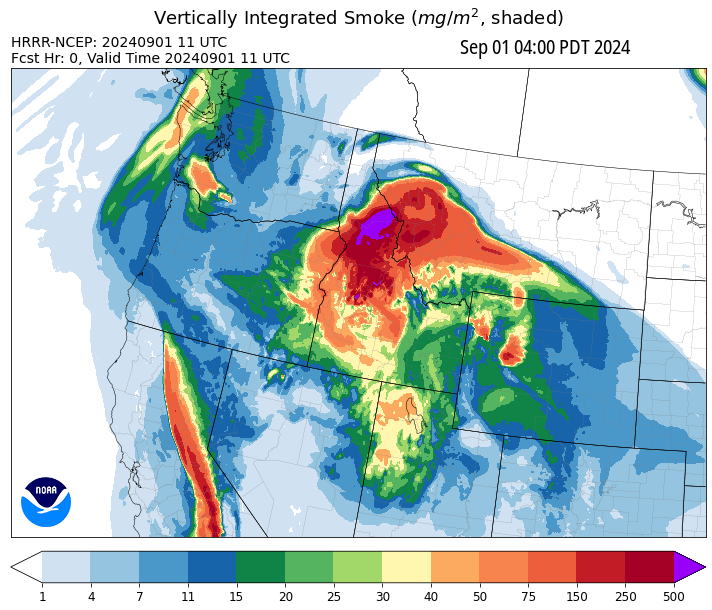 Vertically Integrated Smoke (mg/m², shaded)
HRRR-NCEP: 20240901 11 UTC
Fcst Hr: 0, Valid Time 20240901 11 UTC
Sep 01 04:00 PDT 2024
NOAA
1 4 7 11 15 20 25 30 40 50 75 150 250 500